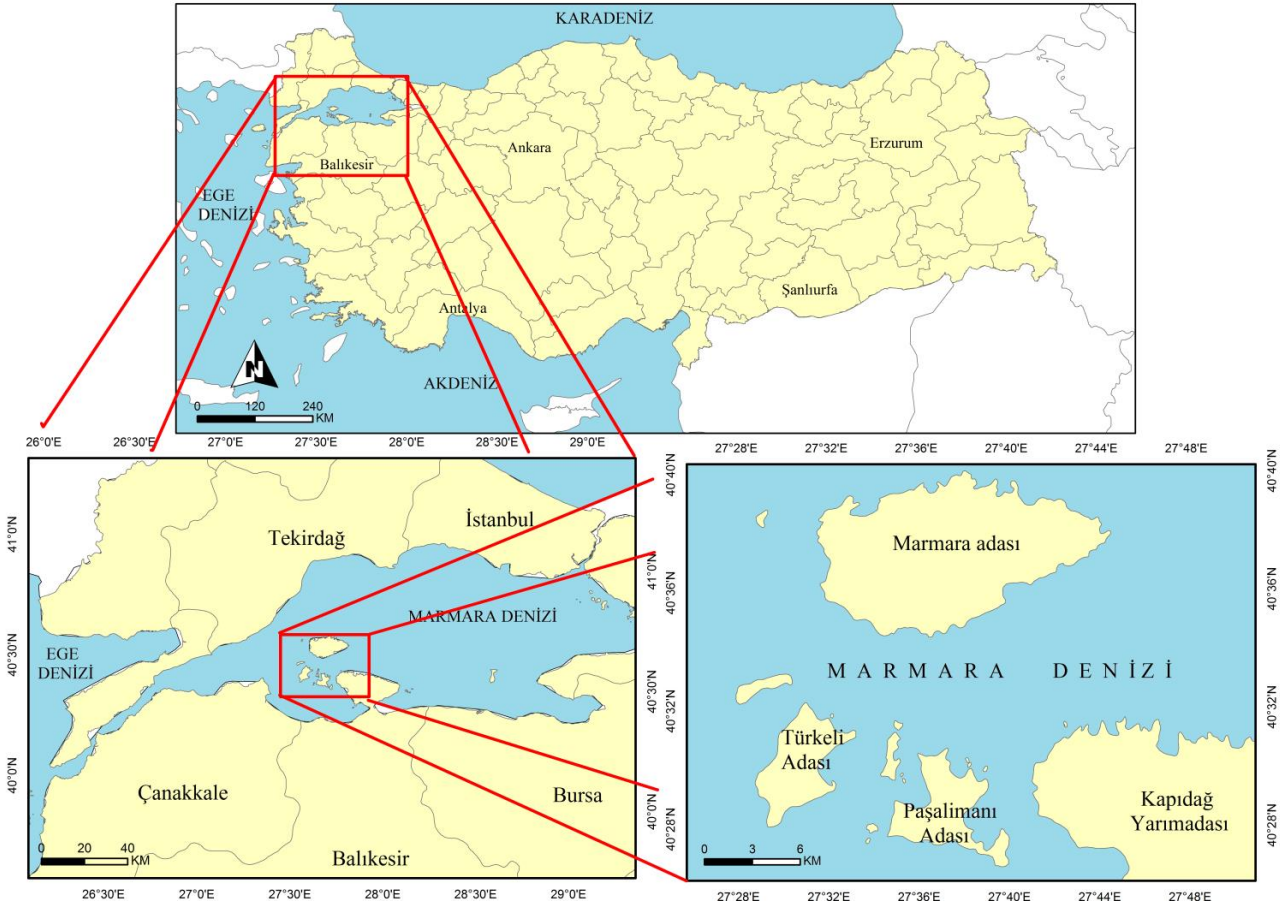 KARADENİZ
Ankara
Erzurum
Balıkesir
EGE
DENİZİ
Şanlıurfa
Antalya
N
AKDENİZ
0 120 240
KM
26°0'E 26°30'E 27°0'E 27°30'E 28°0'E 28°30'E 29°0'E
41°0'N
40°30'N
40°0'N
İstanbul
Tekirdağ
MARMARA DENİZİ
EGE
DENİZİ
Çanakkale
Bursa
Balıkesir
0 20 40
KM
41°0'N
40°30'N
40°0'N
26°30'E 27°0'E 27°30'E 28°0'E 28°30'E 29°0'E
27°28'E 27°32'E 27°36'E 27°40'E 27°44'E 27°48'E
40°40'N
40°36'N
40°32'N
40°28'N
Marmara adası
MARMARA DENİZİ
Türkeli
Adası
Paşalimanı
Adası
Kapıdağ
Yarımadası
0 3 6
KM
40°40'N
40°36'N
40°32'N
40°28'N
27°28'E 27°32'E 27°36'E 27°40'E 27°44'E 27°48'E